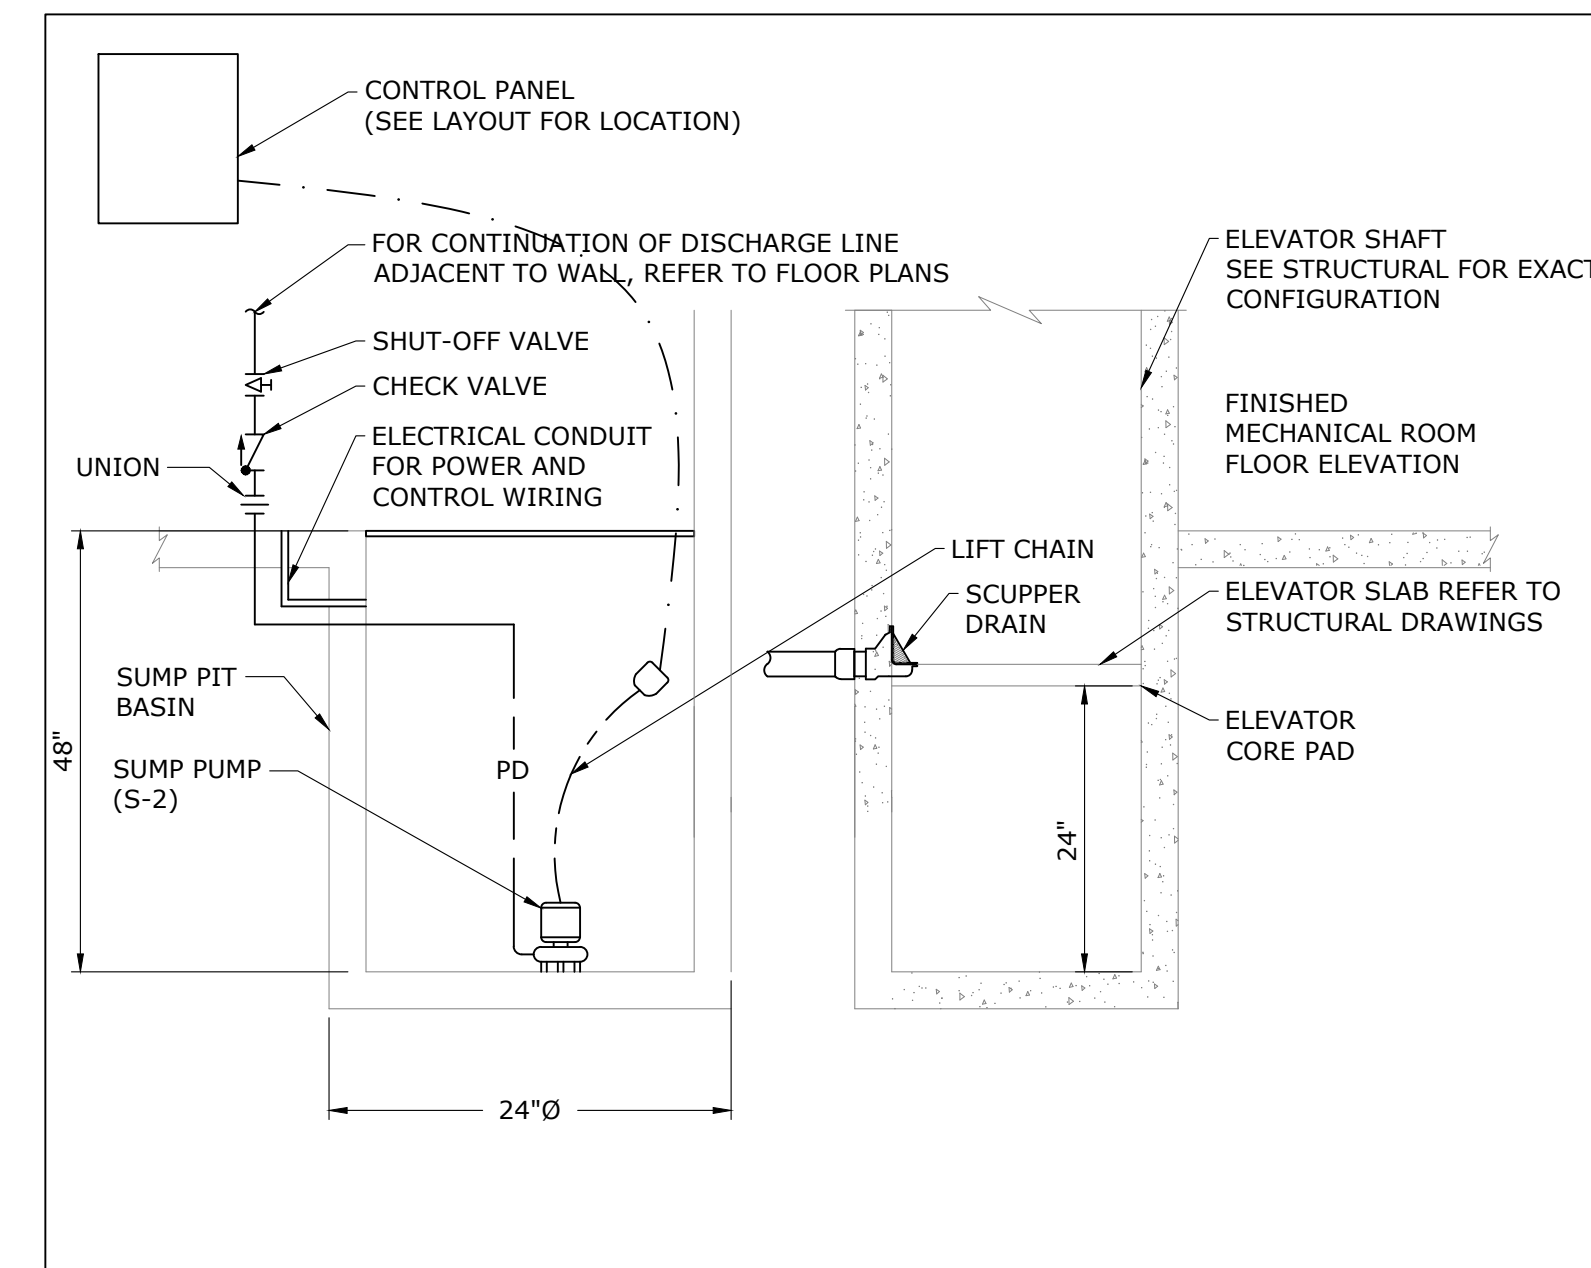 CONTROL PANEL
(SEE LAYOUT FOR LOCATION)
FOR CONTINUATION OF DISCHARGE LINE
ADJACENT TO WALL, REFER TO FLOOR PLANS
SHUT-OFF VALVE
CHECK VALVE
ELECTRICAL CONDUIT
FOR POWER AND
CONTROL WIRING
UNION
SUMP PIT
BASIN
48"
SUMP PUMP
(S-2)
PD
24"Ø
LIFT CHAIN
SCUPPER
DRAIN
24"
ELEVATOR SHAFT
SEE STRUCTURAL FOR EXACT
CONFIGURATION
FINISHED
MECHANICAL ROOM
FLOOR ELEVATION
ELEVATOR SLAB REFER TO
STRUCTURAL DRAWINGS
ELEVATOR
CORE PAD